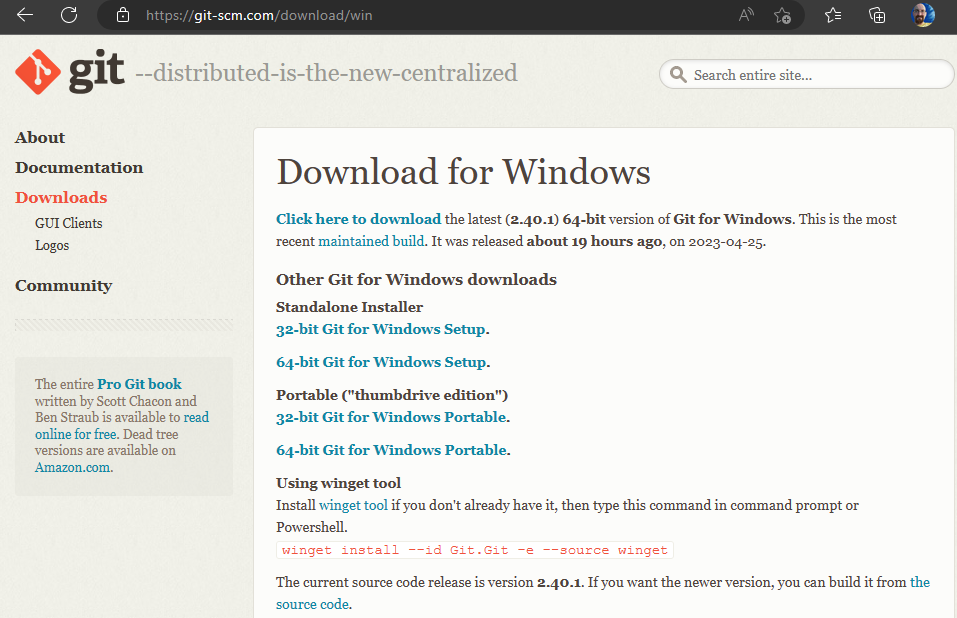 https://git-scm.com/download/win
git --distributed-is-the-new-centralized
Search entire site...
About
Documentation
Downloads
GUI Clients
Logos
Community
The entire Pro Git book
written by Scott Chacon and
Ben Straub is available to read
online for free. Dead tree
versions are available on
Amazon.com.
Download for Windows
Click here to download the latest (2.40.1) 64-bit version of Git for Windows. This is the most
recent maintained build. It was released about 19 hours ago, on 2023-04-25.
Other Git for Windows downloads
Standalone Installer
32-bit Git for Windows Setup.
64-bit Git for Windows Setup.
Portable ("thumbdrive edition")
32-bit Git for Windows Portable.
64-bit Git for Windows Portable.
Using winget tool
Install winget tool if you don't already have it, then type this command in command prompt or
Powershell.
winget install --id Git.Git -e --source winget
The current source code release is version 2.40.1. If you want the newer version, you can build it from the
source code.